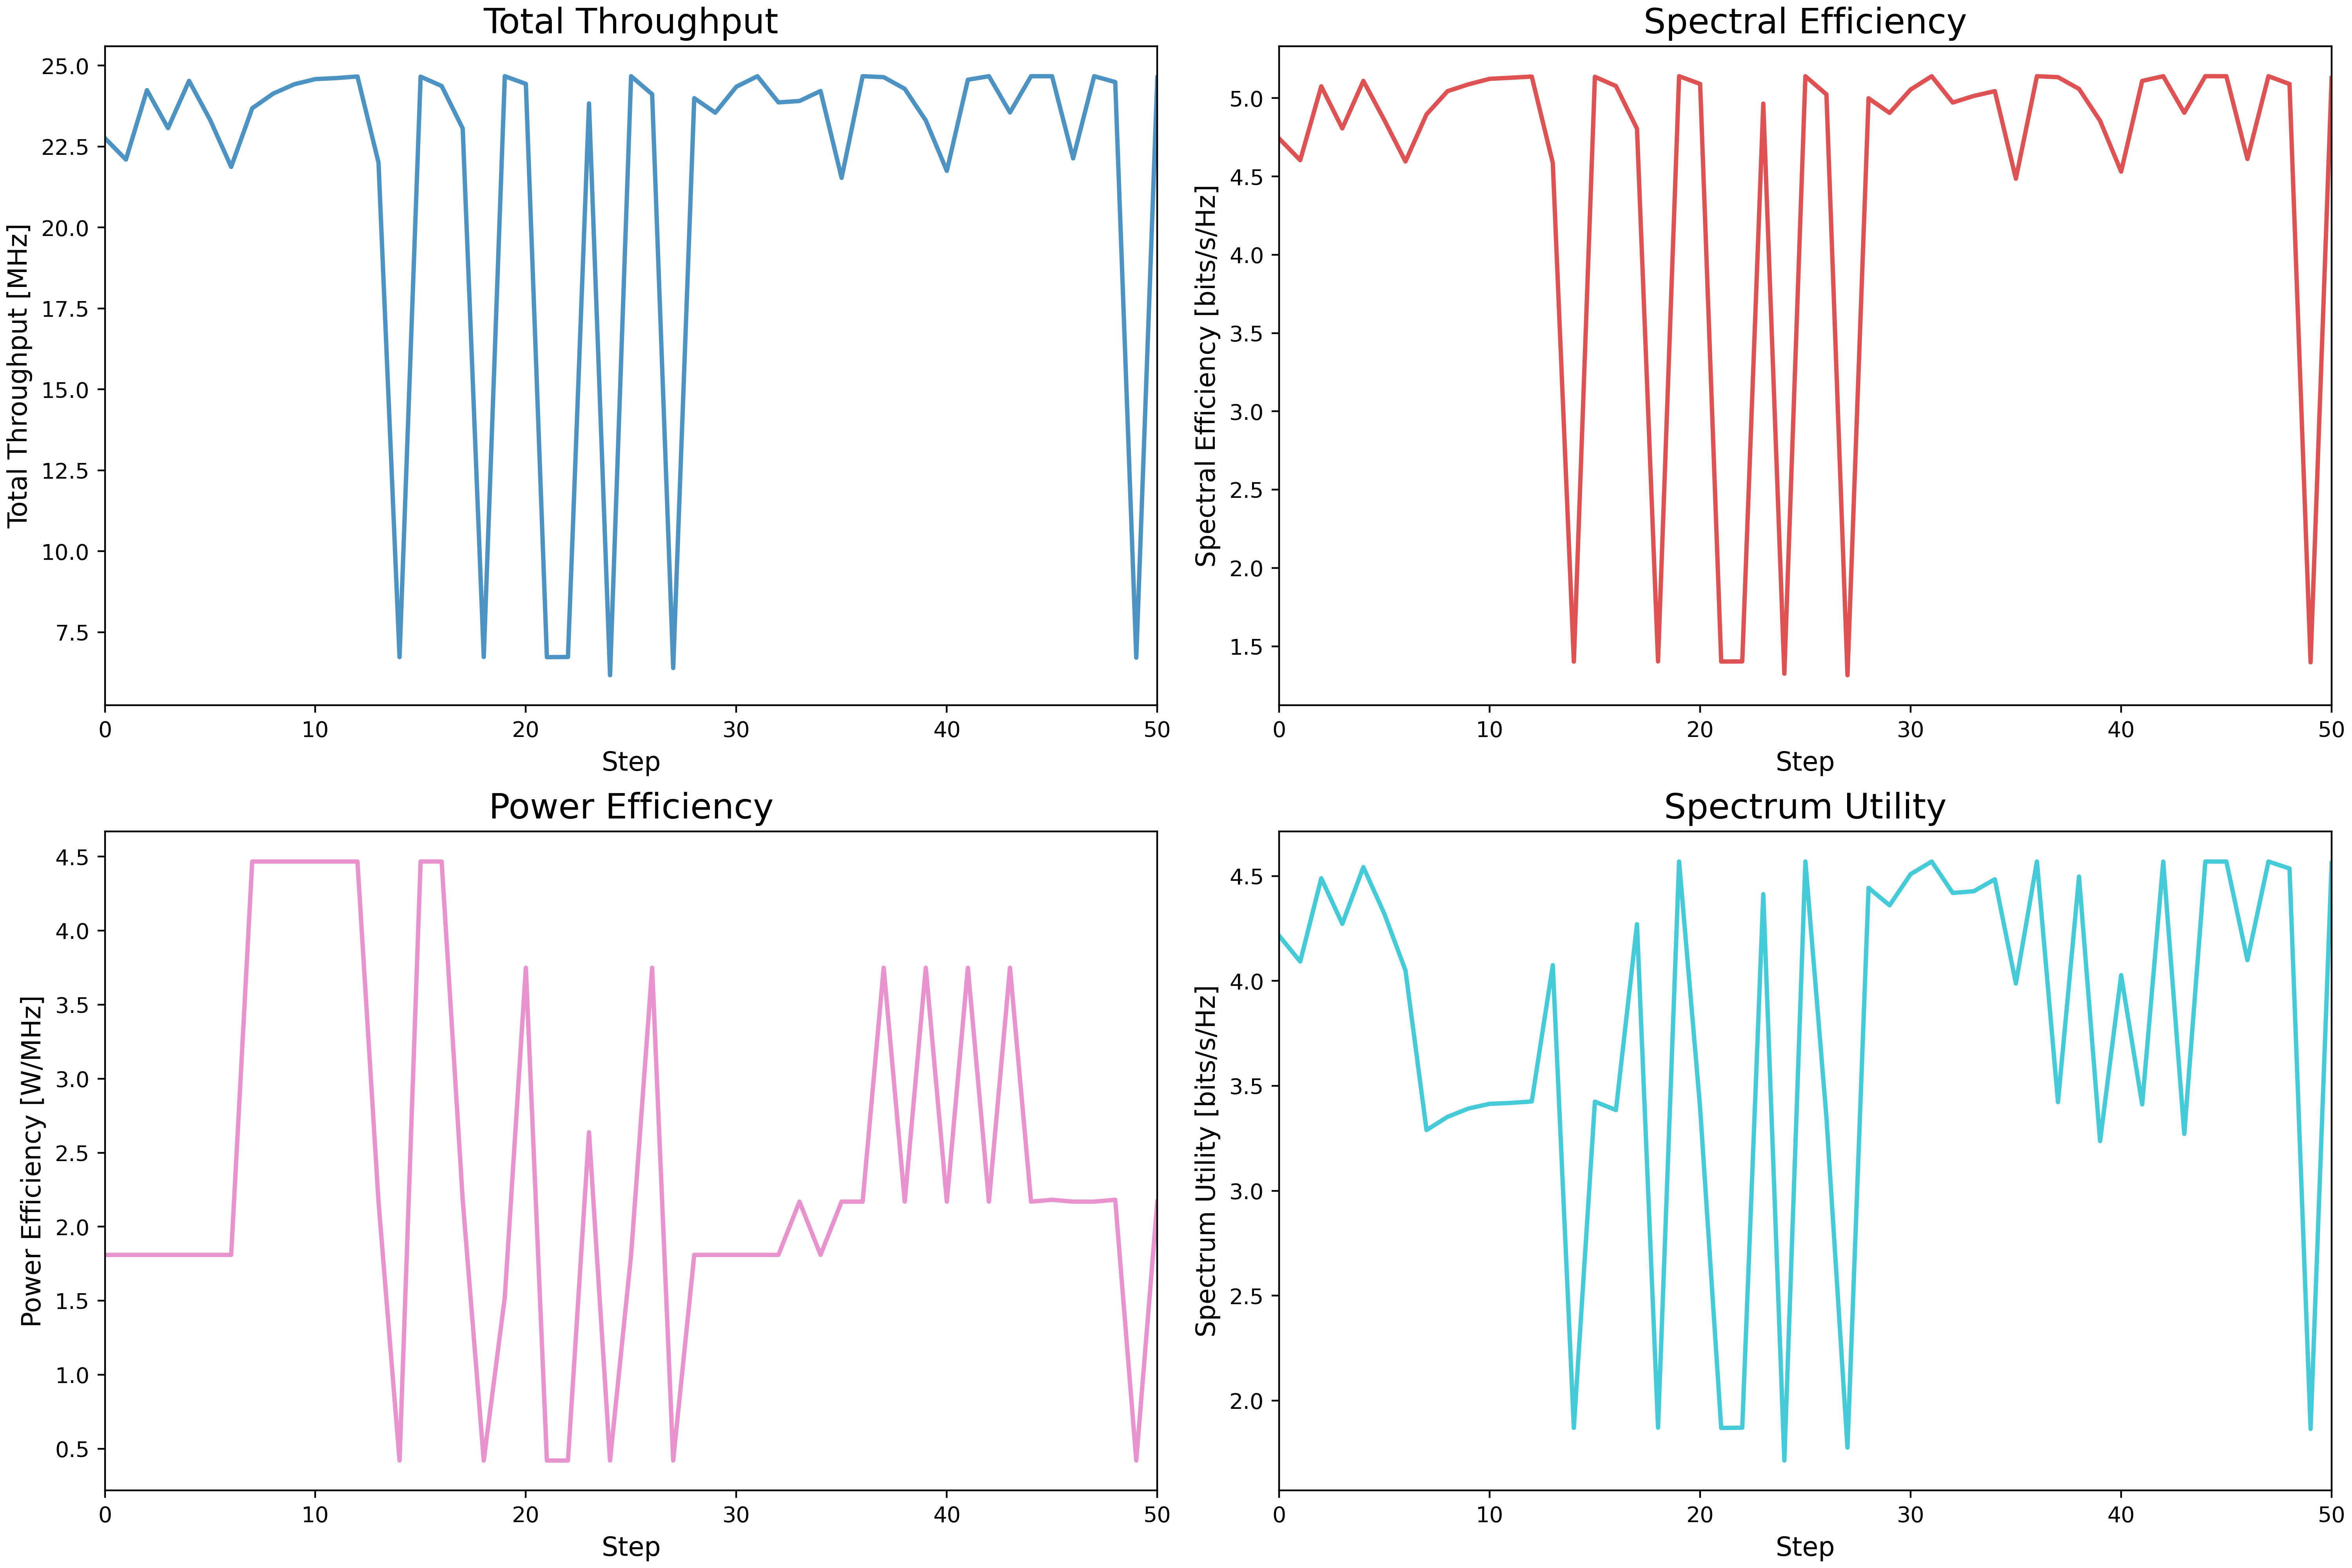 Total Throughput
Total Throughput [MHz]
25.0
22.5
20.0
17.5
15.0
12.5
10.0
7.5
0 10 20 30 40 50
Step
Spectral Efficiency
Spectral Efficiency [bits/s/Hz]
5.0
4.5
4.0
3.5
3.0
2.5
2.0
1.5
0 10 20 30 40 50
Step
Power Efficiency
Power Efficiency [W/MHz]
4.5
4.0
3.5
3.0
2.5
2.0
1.5
1.0
0.5
0 10 20 30 40 50
Step
Spectrum Utility
Spectrum Utility [bits/s/Hz]
4.5
4.0
3.5
3.0
2.5
2.0
0 10 20 30 40 50
Step